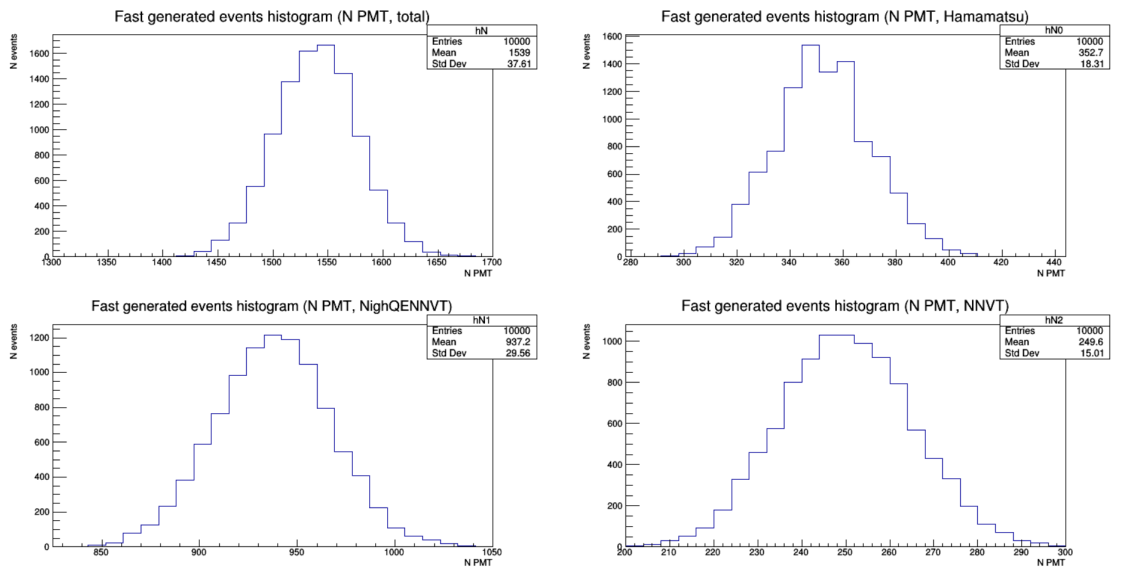 Fast generated events histogram (N PMT, total)
hN
Entries 10000
Mean 1539
Std Dev 37.61
N events
1600
1400
1200
1000
800
600
400
200
0
1300 1350 1400 1450 1500 1550 1600 1650 1700
N PMT
Fast generated events histogram (N PMT, Hamamatsu)
hN0
Entries 10000
Mean 352.7
Std Dev 18.31
N events
1600
1400
1200
1000
800
600
400
200
0
280 300 320 340 360 380 400 420 440
N PMT
Fast generated events histogram (N PMT, NighQENNVT)
hN1
Entries 10000
Mean 937.2
Std Dev 29.56
N events
1200
1000
800
600
400
200
0
850 900 950 1000 1050
N PMT
Fast generated events histogram (N PMT, NNVT)
hN2
Entries 10000
Mean 249.6
Std Dev 15.01
N events
1000
800
600
400
200
0
200 210 220 230 240 250 260 270 280 290 300
N PMT